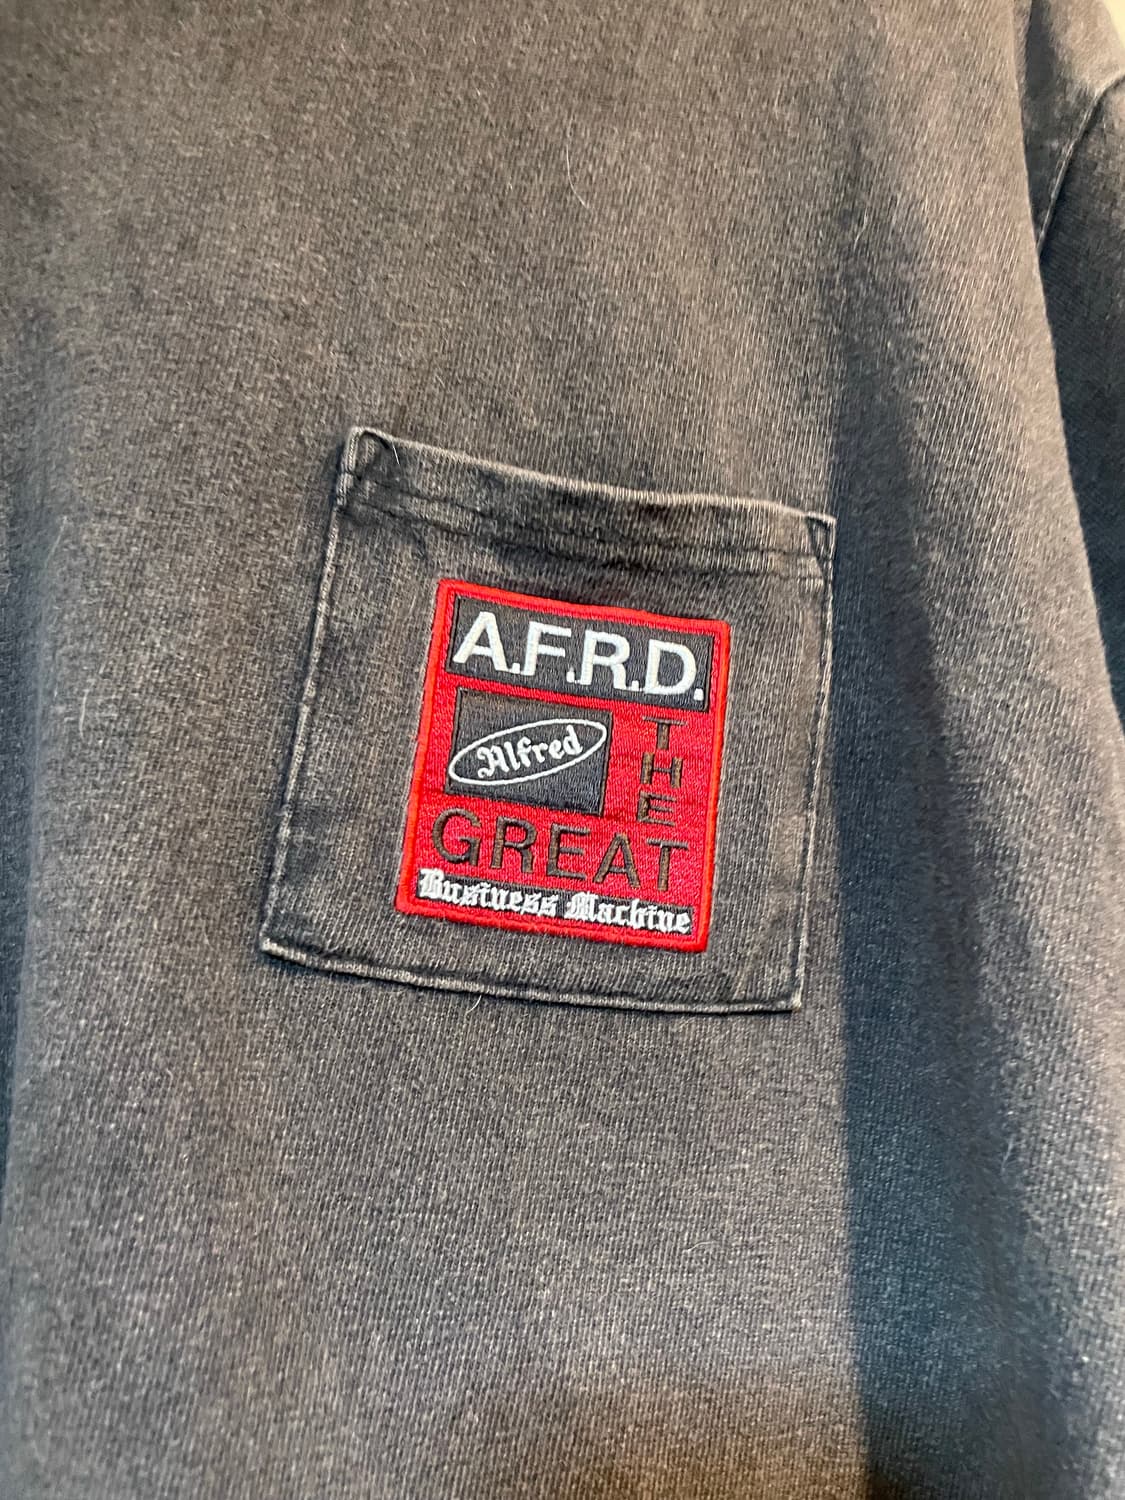 A.F.R.D.
Alfred
THE
GREAT
Business Machine